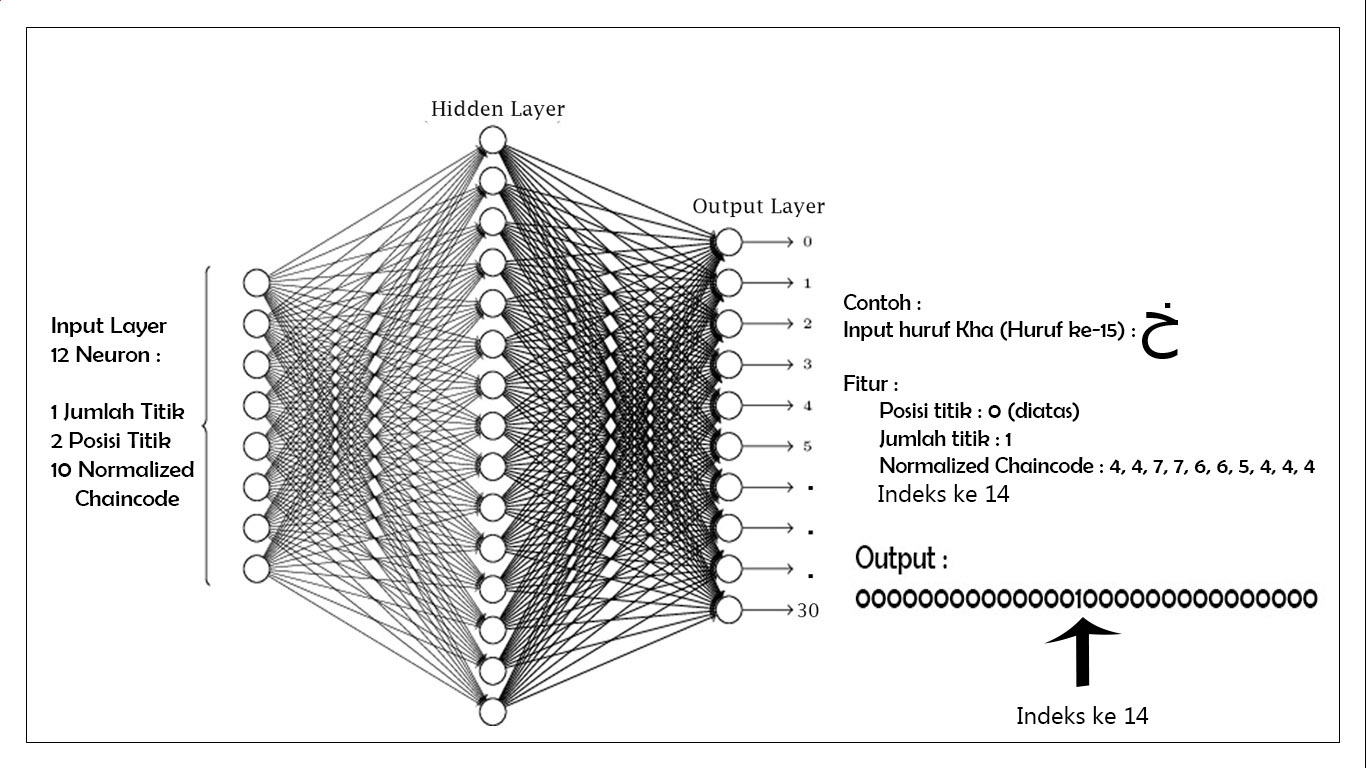 Hidden Layer
Output Layer
Input Layer
12 Neuron :
1 Jumlah Titik
2 Posisi Titik
10 Normalized
Chaincode
0
1
2
3
4
5
.
.
.
30
Contoh :
Input huruf Kha (Huruf ke-15) : خ
Fitur :
Posisi titik : 0 (diatas)
Jumlah titik : 1
Normalized Chaincode : 4, 4, 7, 7, 6, 6, 5, 4, 4, 4
Indeks ke 14
Output :
000000000000001000000000000000
Indeks ke 14